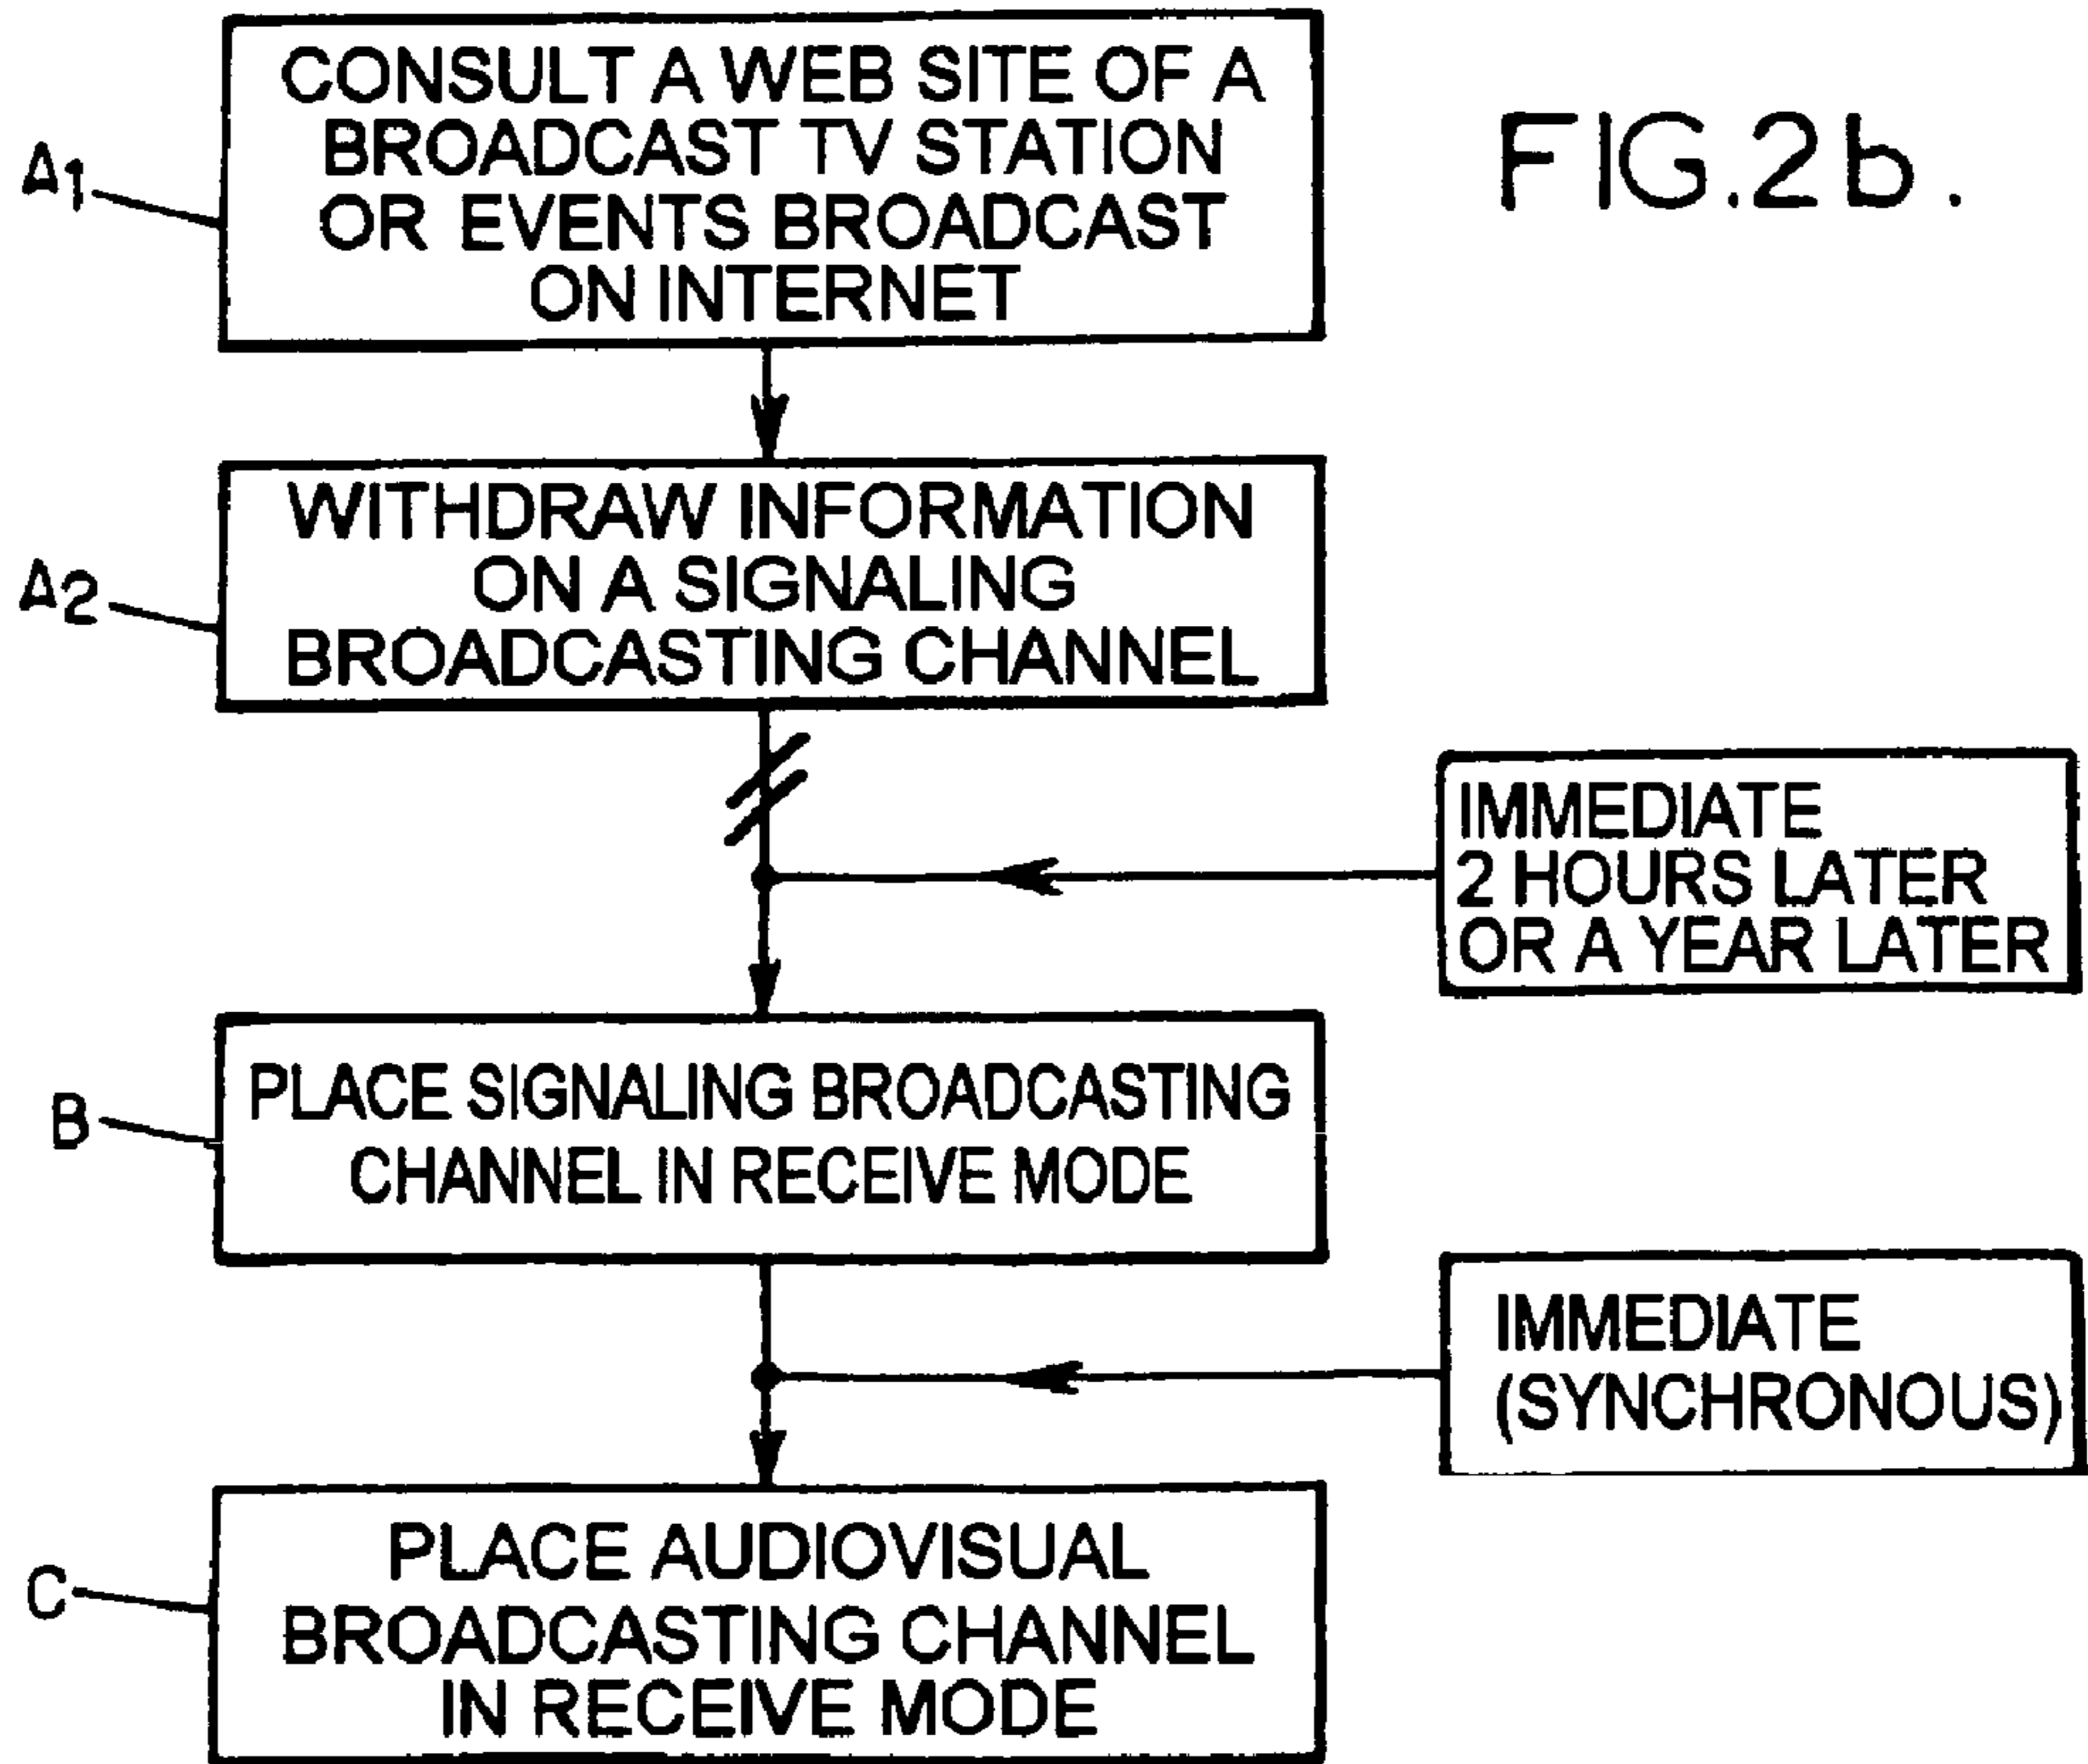 FIG.2b.
A1
CONSULT A WEB SITE OF A
BROADCAST TV STATION
OR EVENTS BROADCAST
ON INTERNET
A2
WITHDRAW INFORMATION
ON A SIGNALING
BROADCASTING CHANNEL
IMMEDIATE
2 HOURS LATER
OR A YEAR LATER
B
PLACE SIGNALING BROADCASTING
CHANNEL IN RECEIVE MODE
IMMEDIATE
(SYNCHRONOUS)
C
PLACE AUDIOVISUAL
BROADCASTING CHANNEL
IN RECEIVE MODE